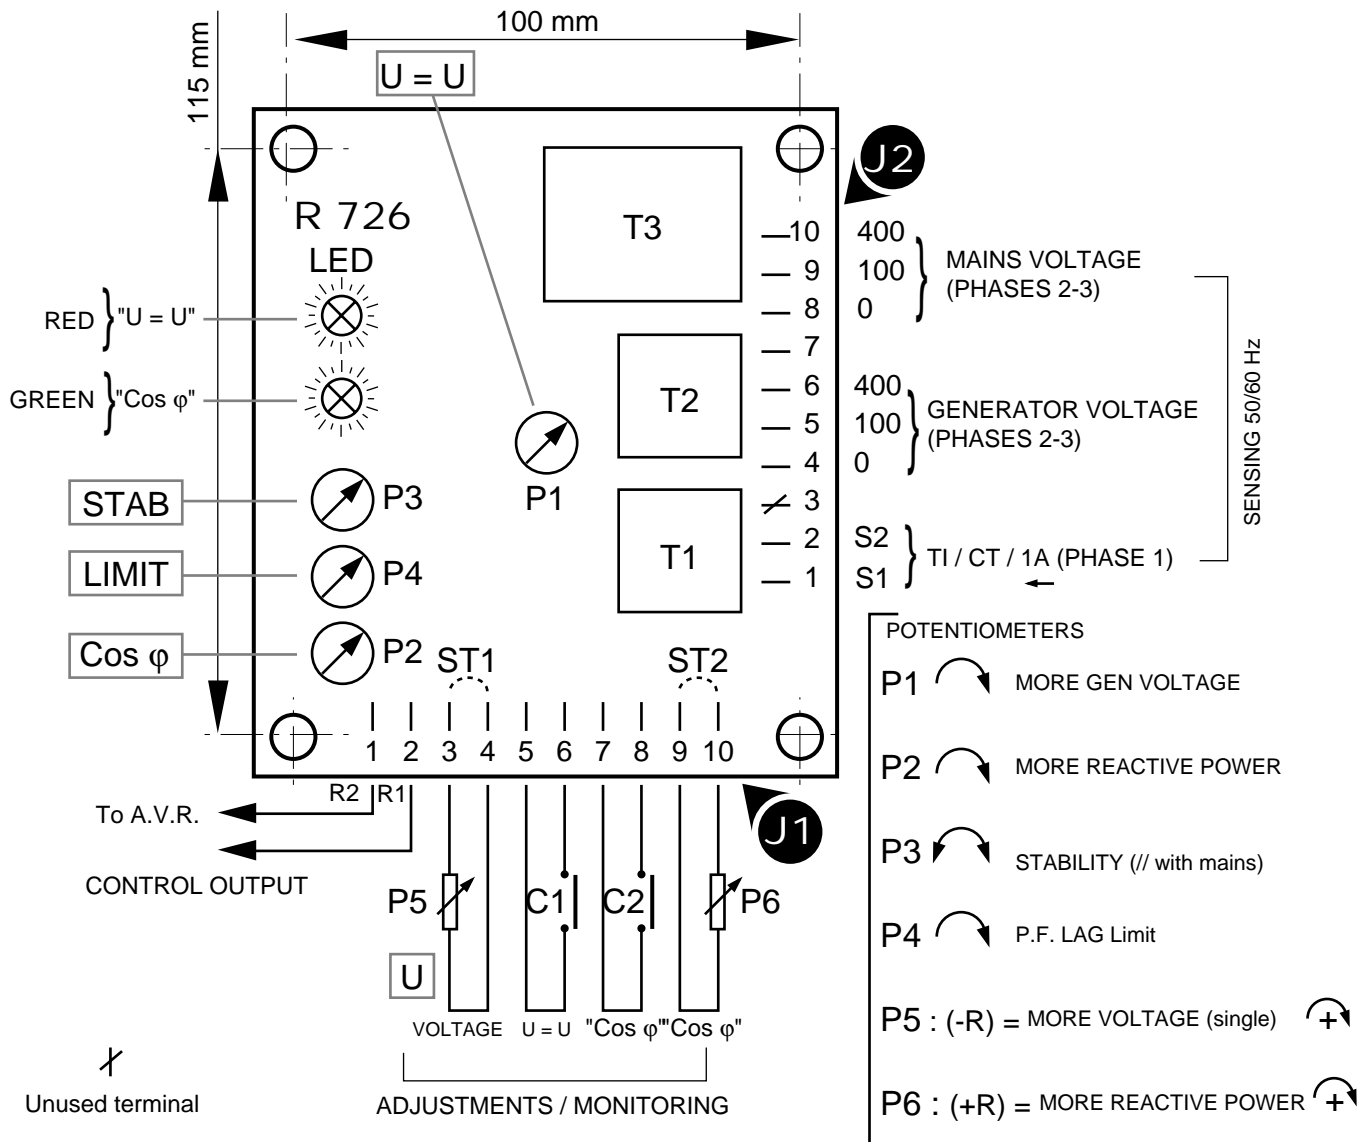 100 mm
115 mm
U = U
J2
R 726
LED
RED } "U = U"
GREEN } "Cos φ"
STAB
LIMIT
Cos φ
P3
P4
P2
P1
T3
T2
T1
10 400
9 100
8 0
7
6 400
5 100
4 0
3
2 S2
1 S1
MAINS VOLTAGE
(PHASES 2-3)
GENERATOR VOLTAGE
(PHASES 2-3)
TI / CT / 1A (PHASE 1)
SENSING 50/60 Hz
ST1 ST2
1 2 3 4 5 6 7 8 9 10
R2 R1
J1
To A.V.R.
CONTROL OUTPUT
P5 C1 C2 P6
U
VOLTAGE U = U "Cos φ" "Cos φ"
ADJUSTMENTS / MONITORING
Unused terminal
POTENTIOMETERS
P1 MORE GEN VOLTAGE
P2 MORE REACTIVE POWER
P3 STABILITY (// with mains)
P4 P.F. LAG Limit
P5 : (-R) = MORE VOLTAGE (single) +
P6 : (+R) = MORE REACTIVE POWER +